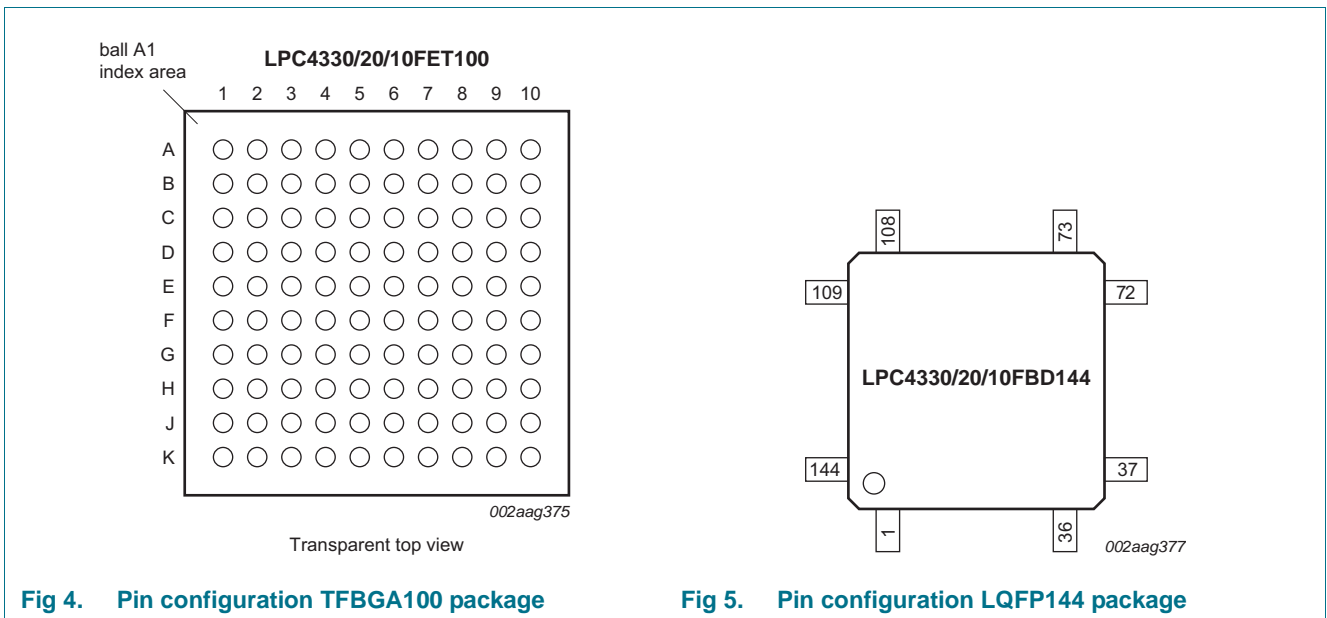 ball A1
index area
LPC4330/20/10FET100
1 2 3 4 5 6 7 8 9 10
A
B
C
D
E
F
G
H
J
K
002aag375
Transparent top view
Fig 4. Pin configuration TFBGA100 package
108
73
109
72
LPC4330/20/10FBD144
144
37
1
36
002aag377
Fig 5. Pin configuration LQFP144 package